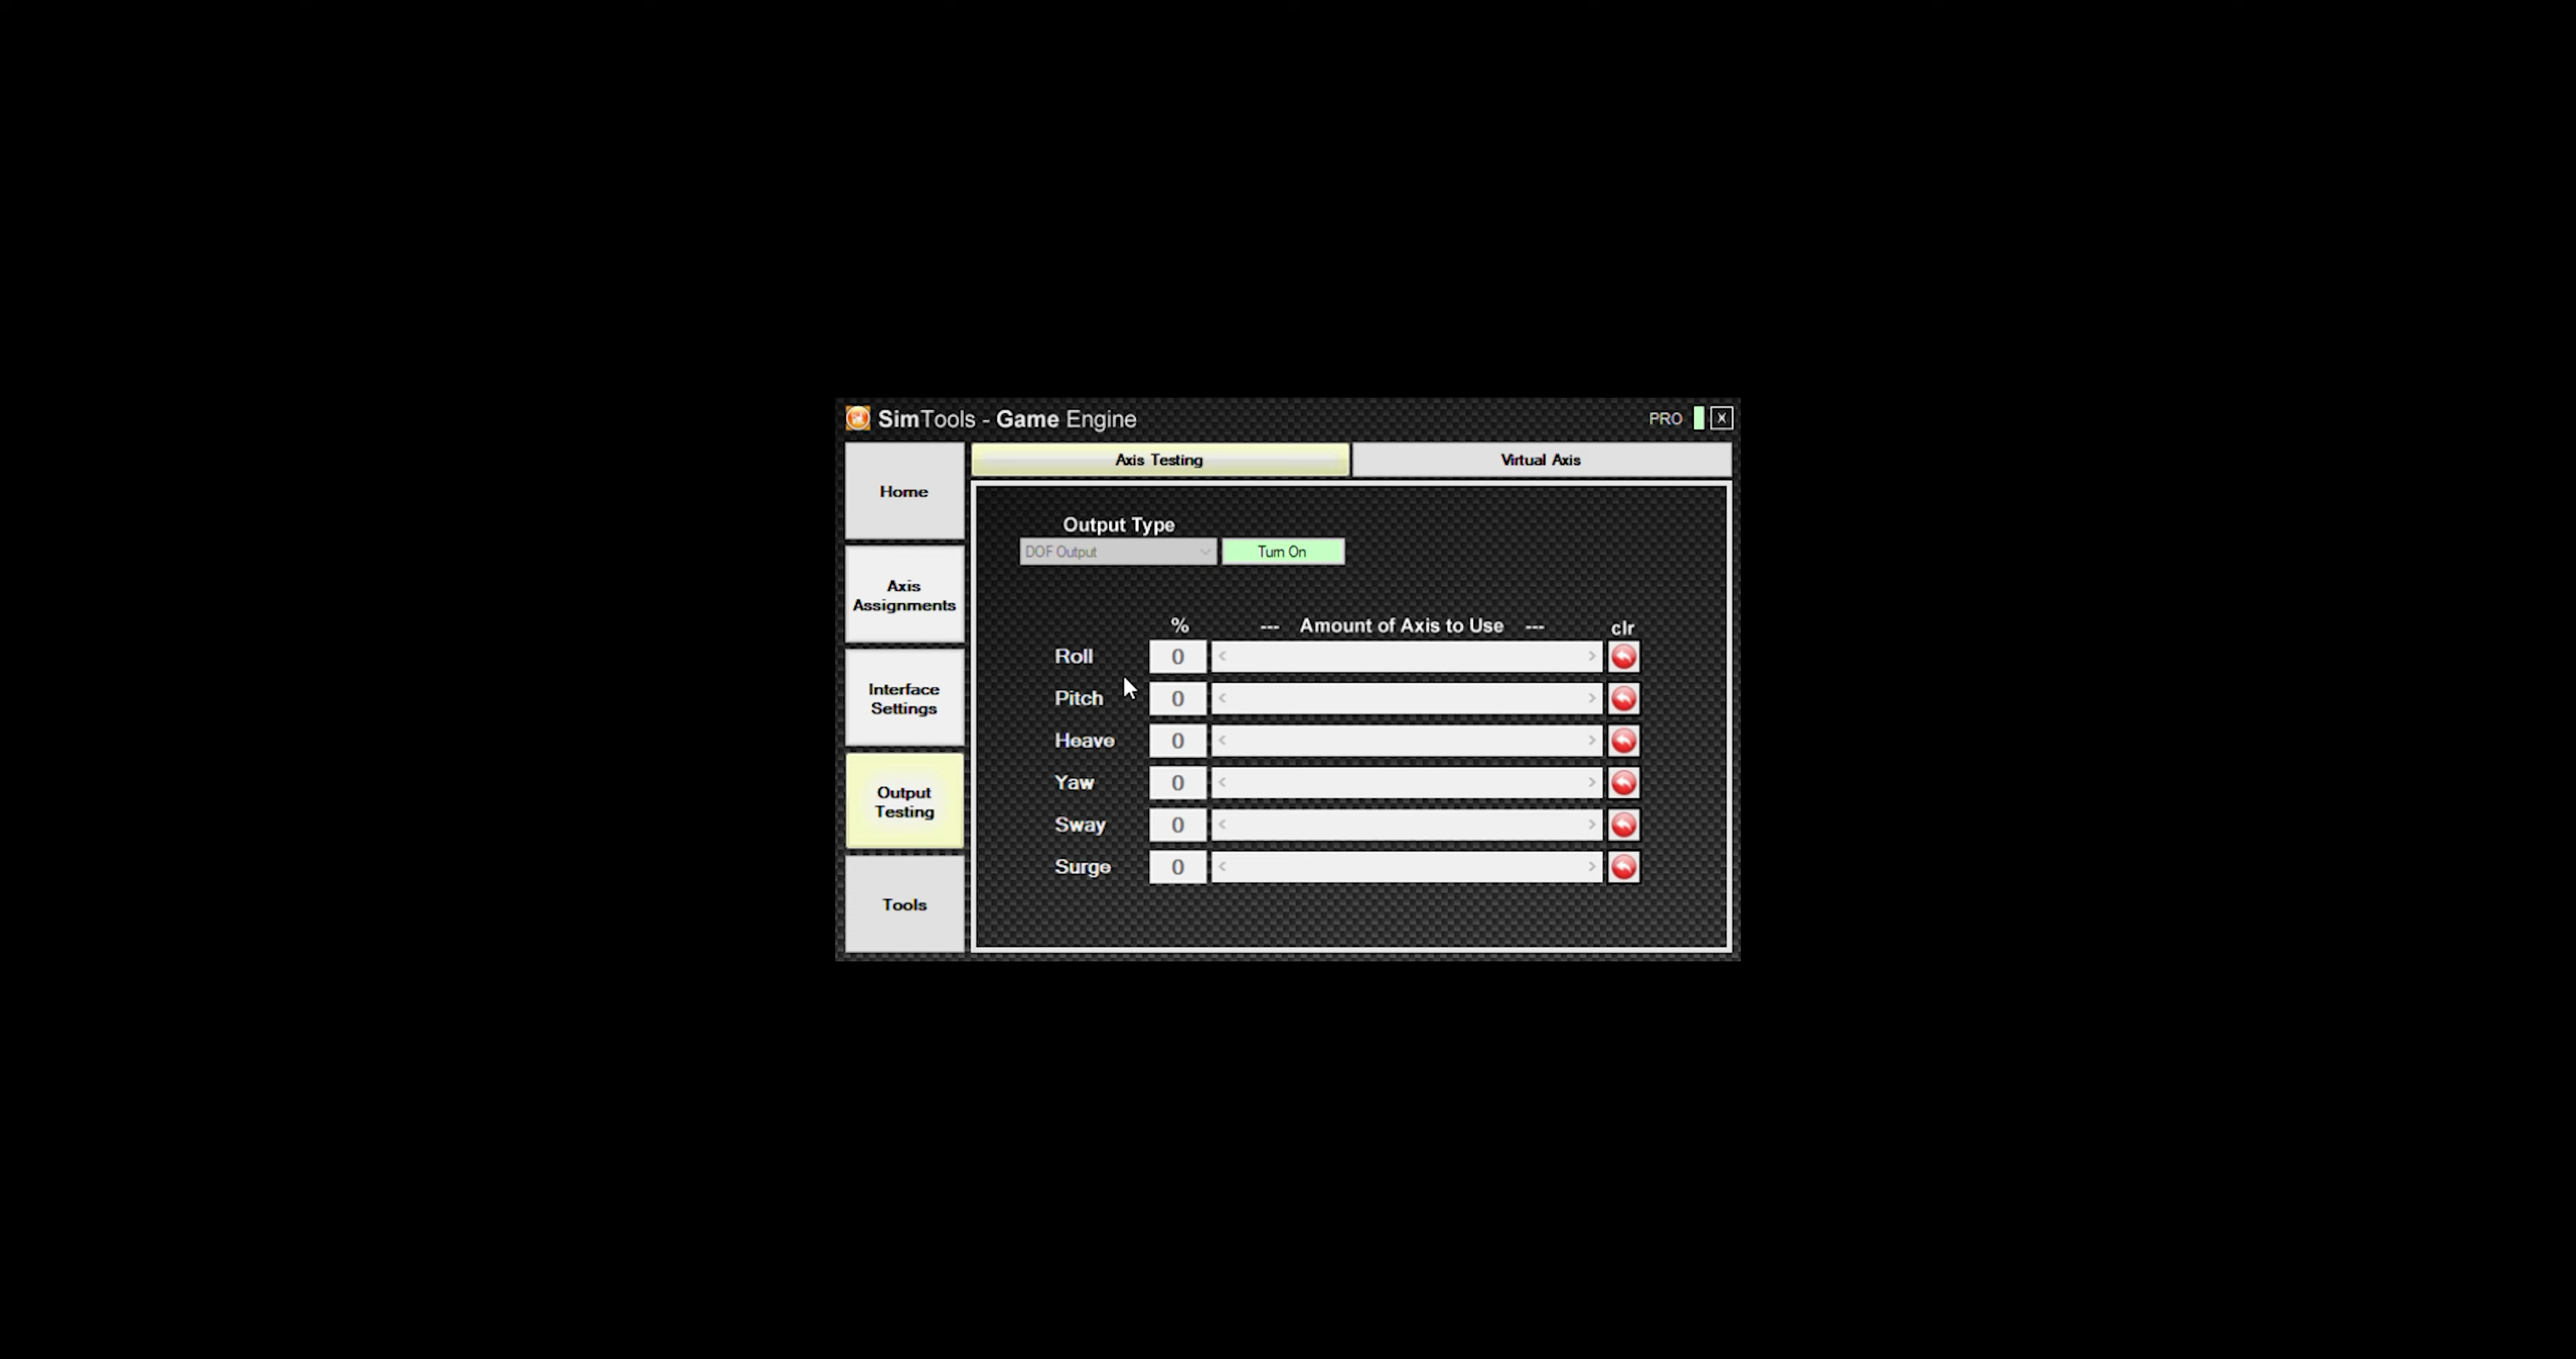 SimTools - Game Engine
PRO
X
Home
Axis
Assignments
Interface
Settings
Output
Testing
Tools
Axis Testing
Virtual Axis
Output Type
DOF Output
Turn On
%
--- Amount of Axis to Use ---
clr
Roll 0 < >
Pitch 0 < >
Heave 0 < >
Yaw 0 < >
Sway 0 < >
Surge 0 < >